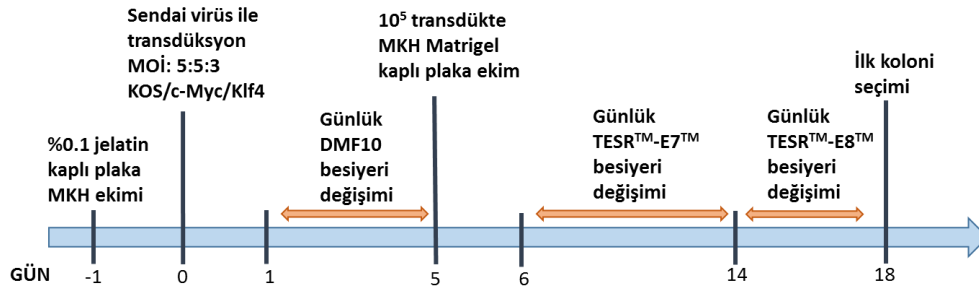 Sendai virüs ile
transdüksyon
MOİ: 5:5:3
KOS/c-Myc/Klf4
10⁵ transdükte
MKH Matrigel
kaplı plaka ekim
İlk koloni
seçimi
%0.1 jelatin
kaplı plaka
MKH ekimi
Günlük
DMF10
besiyeri
değişimi
Günlük
TESR™-E7™
besiyeri
değişimi
Günlük
TESR™-E8™
besiyeri
değişimi
GÜN -1 0 1 5 6 14 18